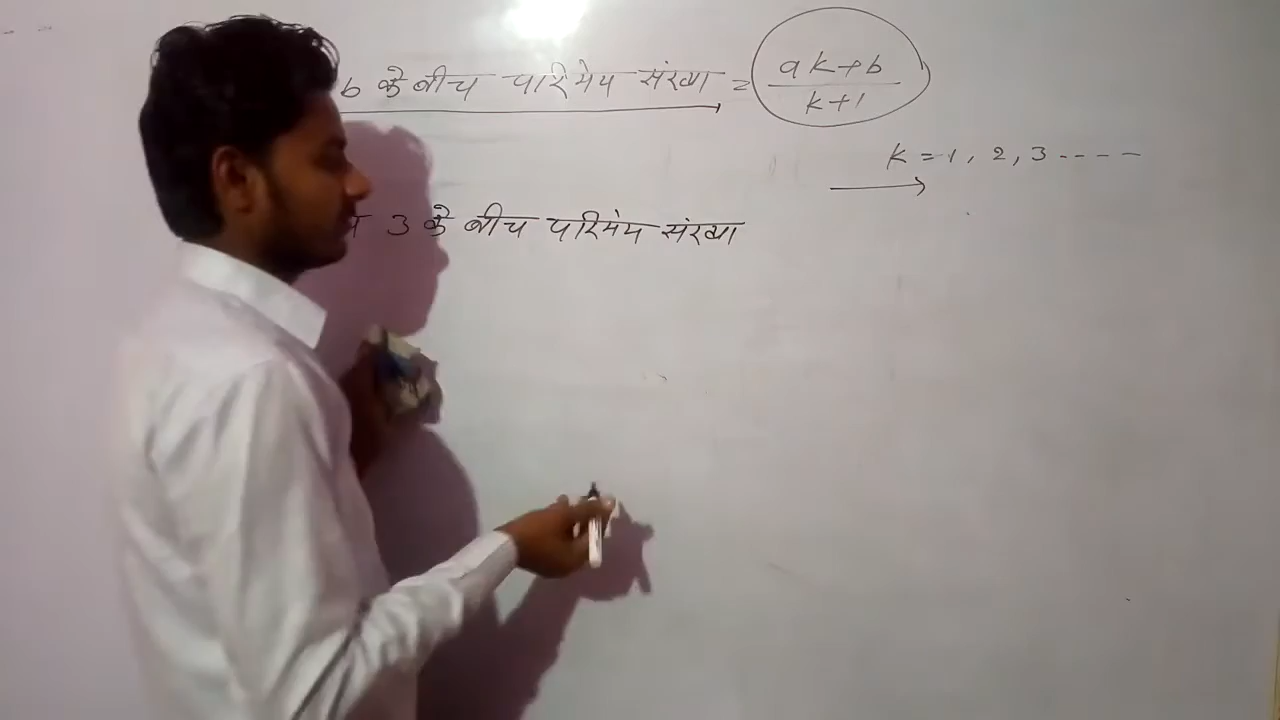 b के बीच परिमेय संख्या = ak+b / k+1
k = 1, 2, 3 - - - -
व 3 के बीच परिमेय संख्या